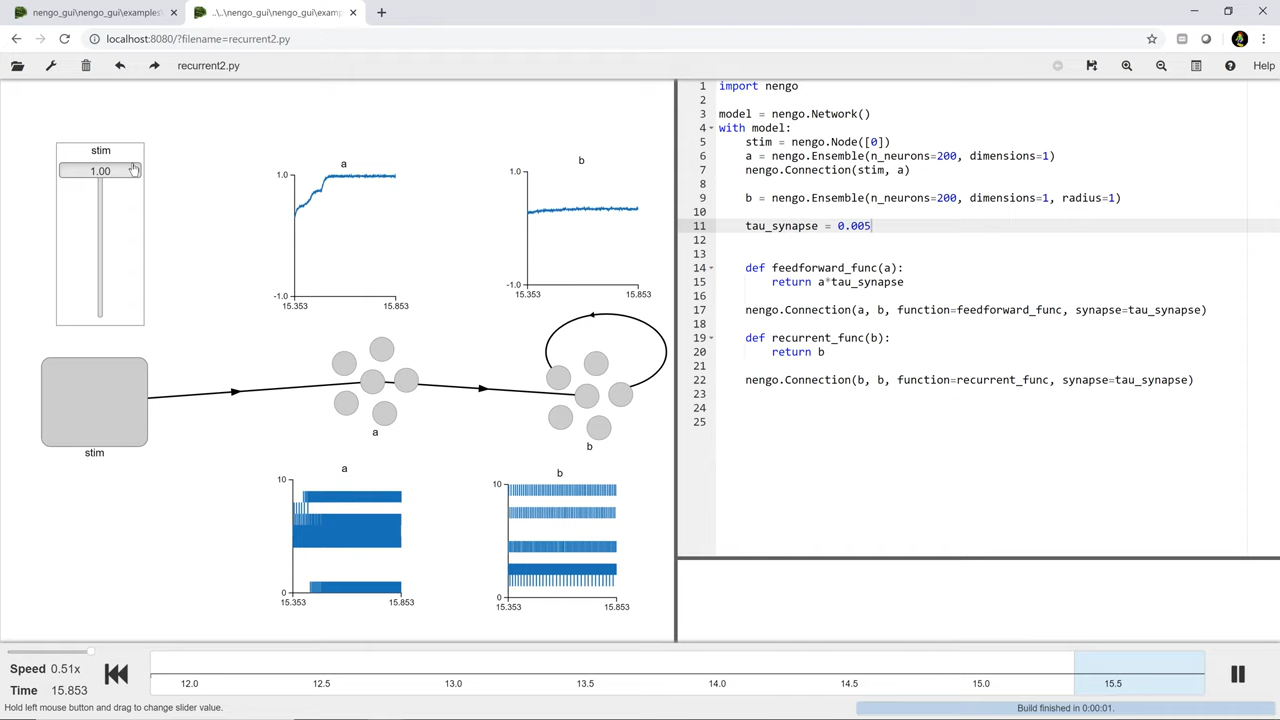 nengo_gui\nengo_gui\examples\
..\..\nengo_gui\nengo_gui\examp
localhost:8080/?filename=recurrent2.py
recurrent2.py
Help
stim
1.00
a
1.0
-1.0
15.353
15.853
b
1.0
-1.0
15.353
15.853
stim
a
b
a
10
0
15.353
15.853
b
10
0
15.353
15.853
1 import nengo
2
3 model = nengo.Network()
4 with model:
5 stim = nengo.Node([0])
6 a = nengo.Ensemble(n_neurons=200, dimensions=1)
7 nengo.Connection(stim, a)
8
9 b = nengo.Ensemble(n_neurons=200, dimensions=1, radius=1)
10
11 tau_synapse = 0.005
12
13
14 def feedforward_func(a):
15 return a*tau_synapse
16
17 nengo.Connection(a, b, function=feedforward_func, synapse=tau_synapse)
18
19 def recurrent_func(b):
20 return b
21
22 nengo.Connection(b, b, function=recurrent_func, synapse=tau_synapse)
23
24
25
Speed 0.51x
Time 15.853
12.0 12.5 13.0 13.5 14.0 14.5 15.0 15.5
Hold left mouse button and drag to change slider value.
Build finished in 0:00:01.